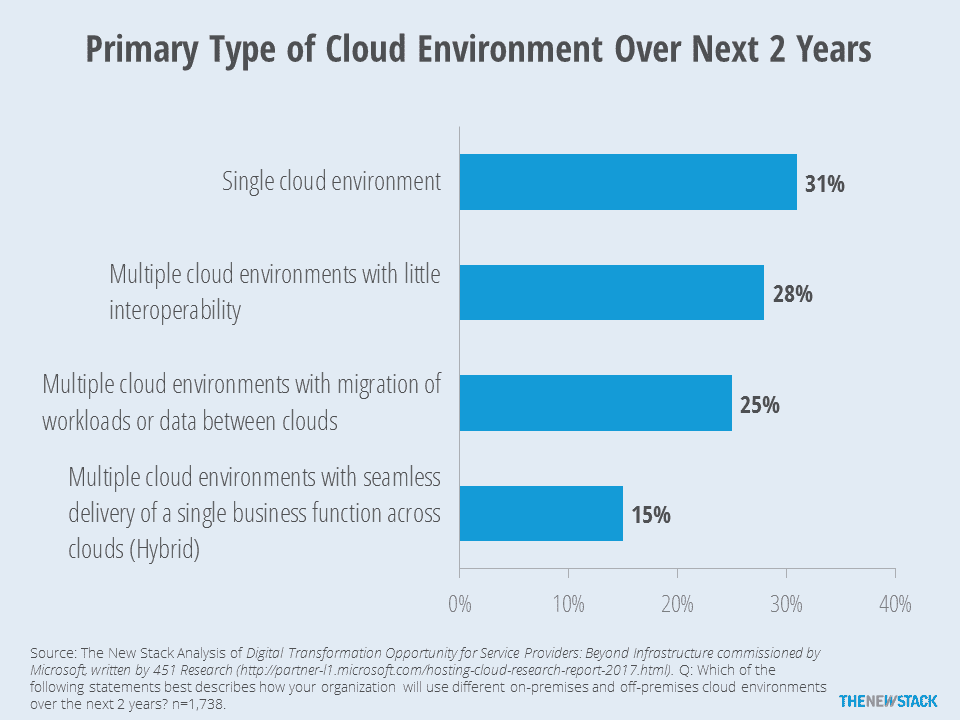 Primary Type of Cloud Environment Over Next 2 Years
Single cloud environment
31%
Multiple cloud environments with little
interoperability
28%
Multiple cloud environments with migration of
workloads or data between clouds
25%
Multiple cloud environments with seamless
delivery of a single business function across
clouds (Hybrid)
15%
0%
10%
20%
30%
40%
Source: The New Stack Analysis of Digital Transformation Opportunity for Service Providers: Beyond Infrastructure commissioned by
Microsoft, written by 451 Research (http://partner-l1.microsoft.com/hosting-cloud-research-report-2017.html). Q: Which of the
following statements best describes how your organization will use different on-premises and off-premises cloud environments
over the next 2 years? n=1,738.
THENEWSTACK